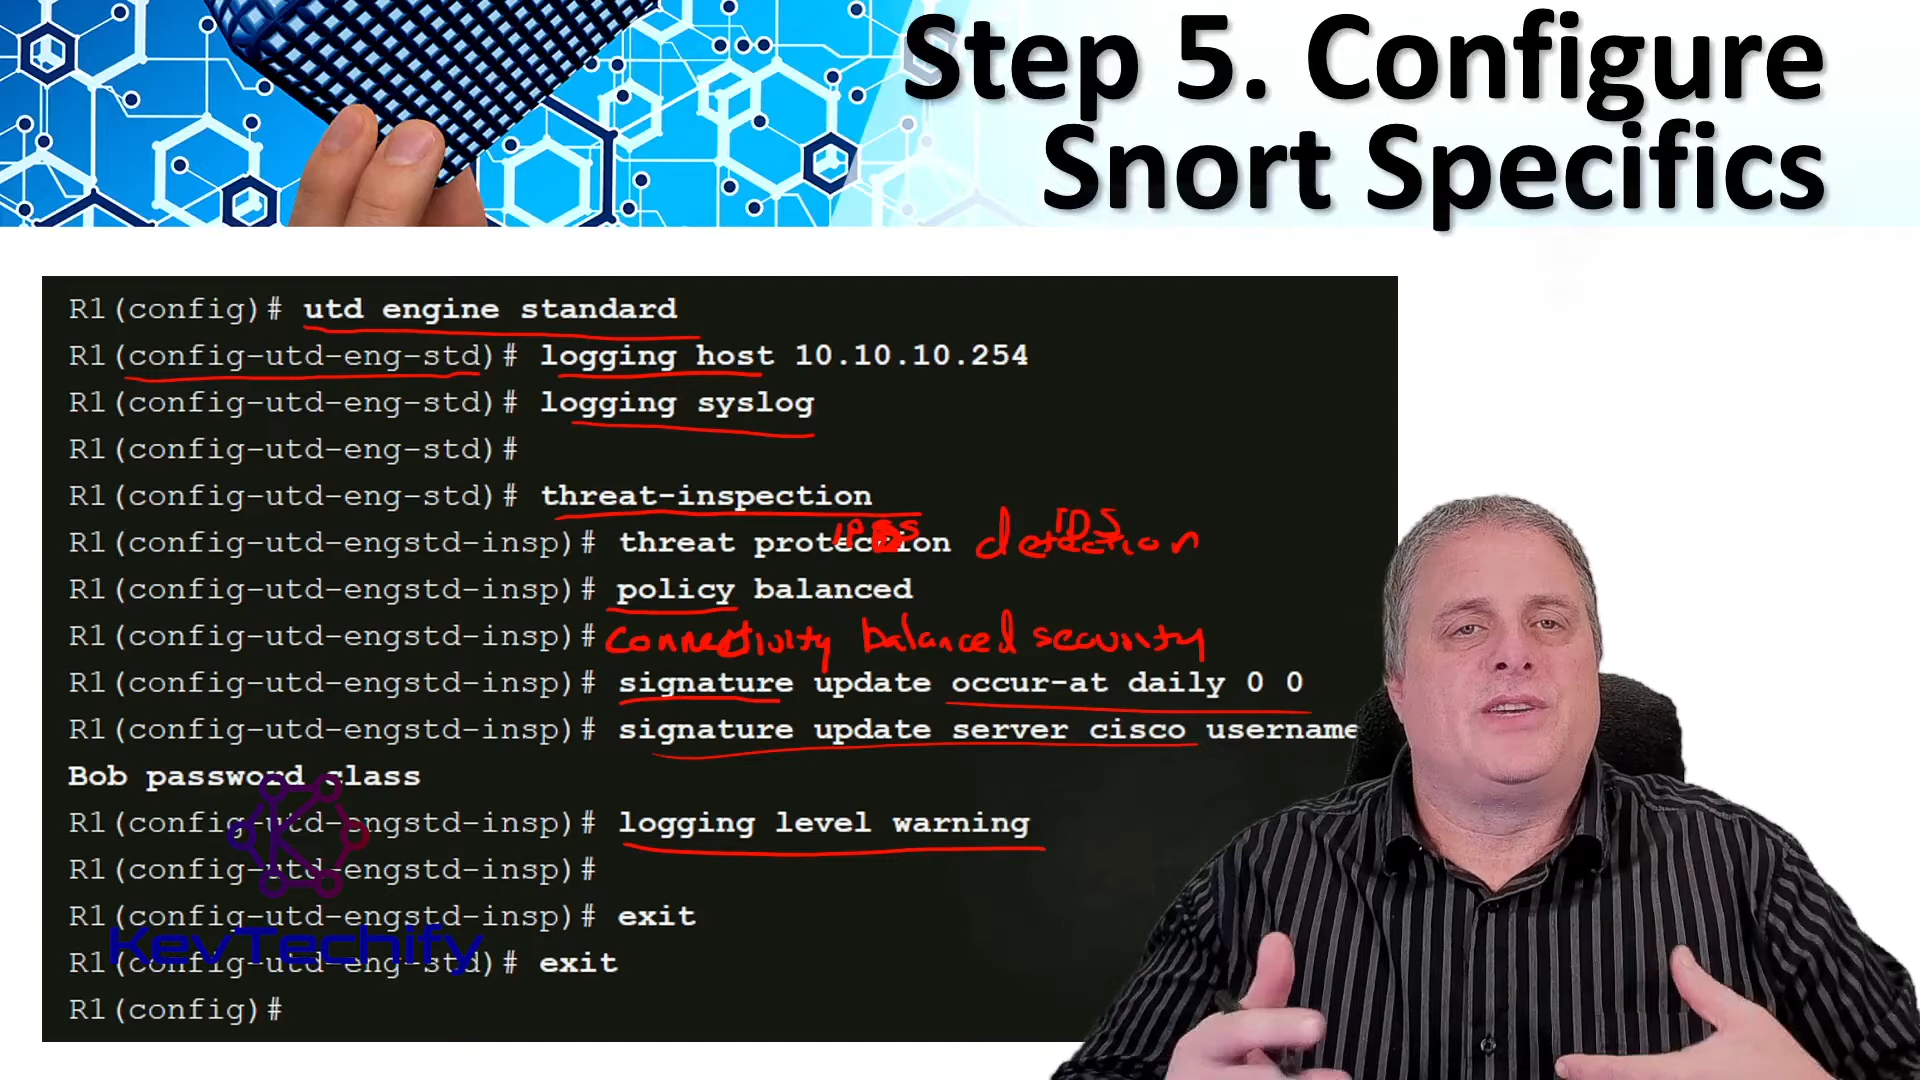 Step 5. Configure
Snort Specifics
R1(config)# utd engine standard
R1(config-utd-eng-std)# logging host 10.10.10.254
R1(config-utd-eng-std)# logging syslog
R1(config-utd-eng-std)#
R1(config-utd-eng-std)# threat-inspection
IPS IDS
R1(config-utd-engstd-insp)# threat protection detection
R1(config-utd-engstd-insp)# policy balanced
R1(config-utd-engstd-insp)# connectivity balanced security
R1(config-utd-engstd-insp)# signature update occur-at daily 0 0
R1(config-utd-engstd-insp)# signature update server cisco username
Bob password class
R1(config-utd-engstd-insp)# logging level warning
R1(config-utd-engstd-insp)#
R1(config-utd-engstd-insp)# exit
KevTechify
R1(config-utd-eng-std)# exit
R1(config)#